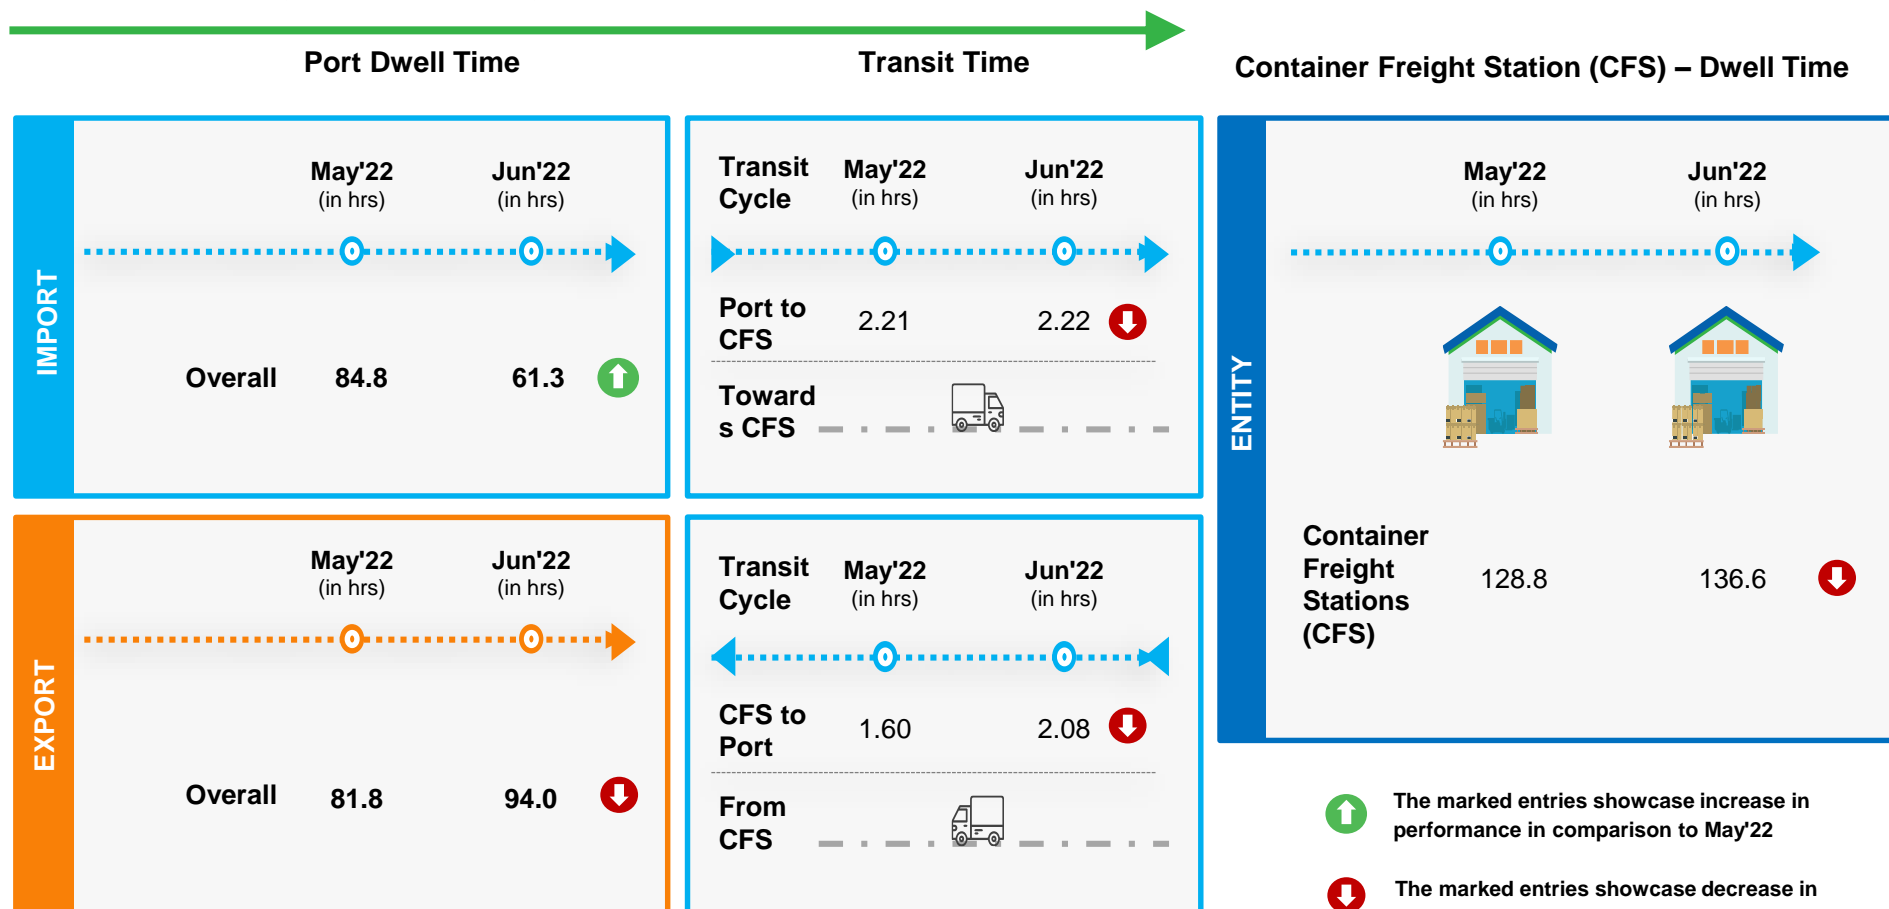 Port Dwell Time
Transit Time
Container Freight Station (CFS) – Dwell Time
IMPORT
May'22
(in hrs)
Jun'22
(in hrs)
Overall 84.8 61.3
Transit
Cycle
May'22
(in hrs)
Jun'22
(in hrs)
Port to
CFS
2.21 2.22
Toward
s CFS
ENTITY
May'22
(in hrs)
Jun'22
(in hrs)
Container
Freight
Stations
(CFS)
128.8 136.6
EXPORT
May'22
(in hrs)
Jun'22
(in hrs)
Overall 81.8 94.0
Transit
Cycle
May'22
(in hrs)
Jun'22
(in hrs)
CFS to
Port
1.60 2.08
From
CFS
The marked entries showcase increase in
performance in comparison to May'22
The marked entries showcase decrease in